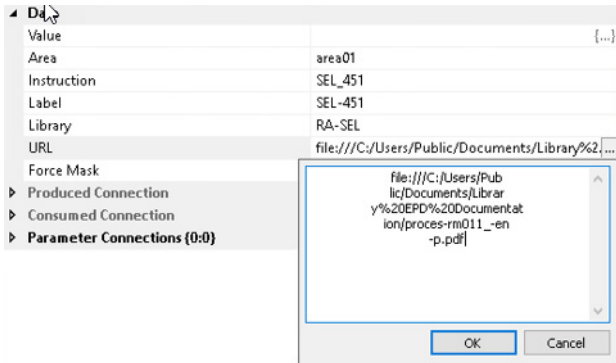 Da
Value {...}
Area area01
Instruction SEL_451
Label SEL-451
Library RA-SEL
URL file:///C:/Users/Public/Documents/Library%2. ...
Force Mask
Produced Connection
Consumed Connection
Parameter Connections {0:0}
file:///C:/Users/Pub
lic/Documents/Librar
y%20EPD%20Documentat
ion/proces-rm011_-en
-p.pdf
OK Cancel